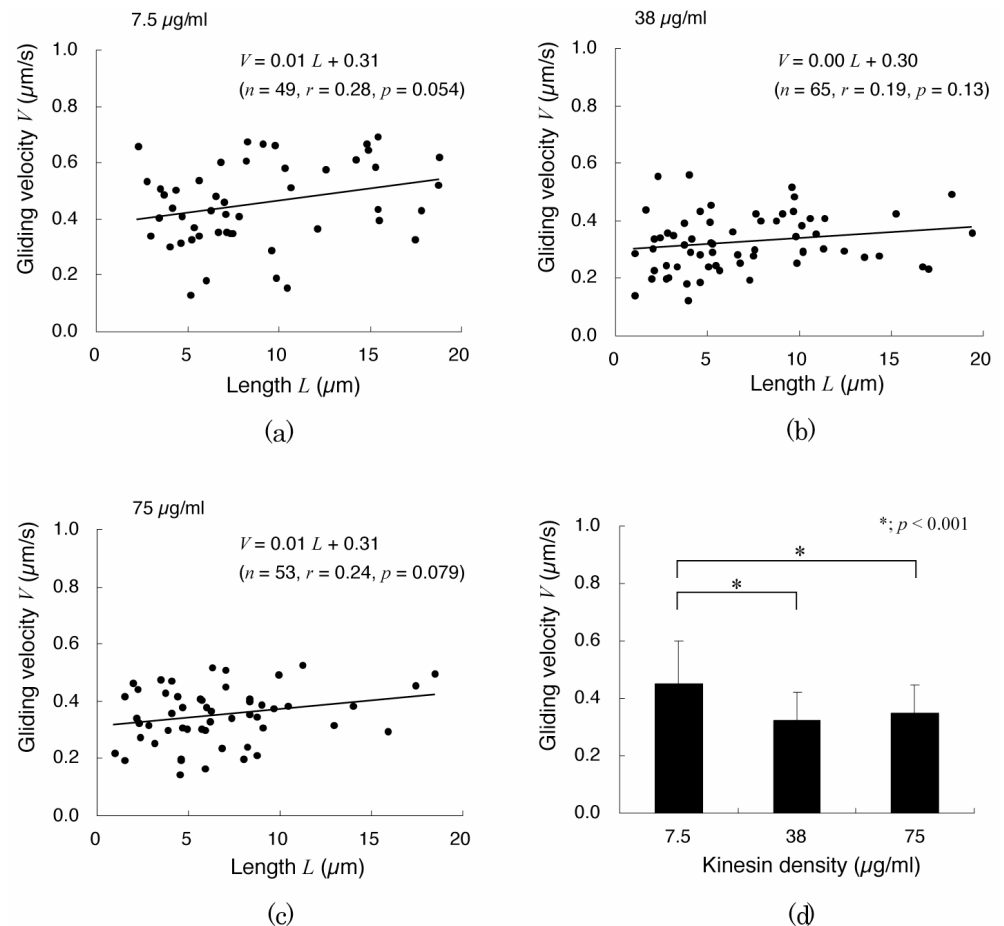 7.5 µg/ml
V = 0.01 L + 0.31
(n = 49, r = 0.28, p = 0.054)
Gliding velocity V (µm/s)
1.0
0.8
0.6
0.4
0.2
0.0
0 5 10 15 20
Length L (µm)
(a)
38 µg/ml
V = 0.00 L + 0.30
(n = 65, r = 0.19, p = 0.13)
Gliding velocity V (µm/s)
1.0
0.8
0.6
0.4
0.2
0.0
0 5 10 15 20
Length L (µm)
(b)
75 µg/ml
V = 0.01 L + 0.31
(n = 53, r = 0.24, p = 0.079)
Gliding velocity V (µm/s)
1.0
0.8
0.6
0.4
0.2
0.0
0 5 10 15 20
Length L (µm)
(c)
*; p < 0.001
*
*
Gliding velocity V (µm/s)
1.0
0.8
0.6
0.4
0.2
0.0
7.5 38 75
Kinesin density (µg/ml)
(d)